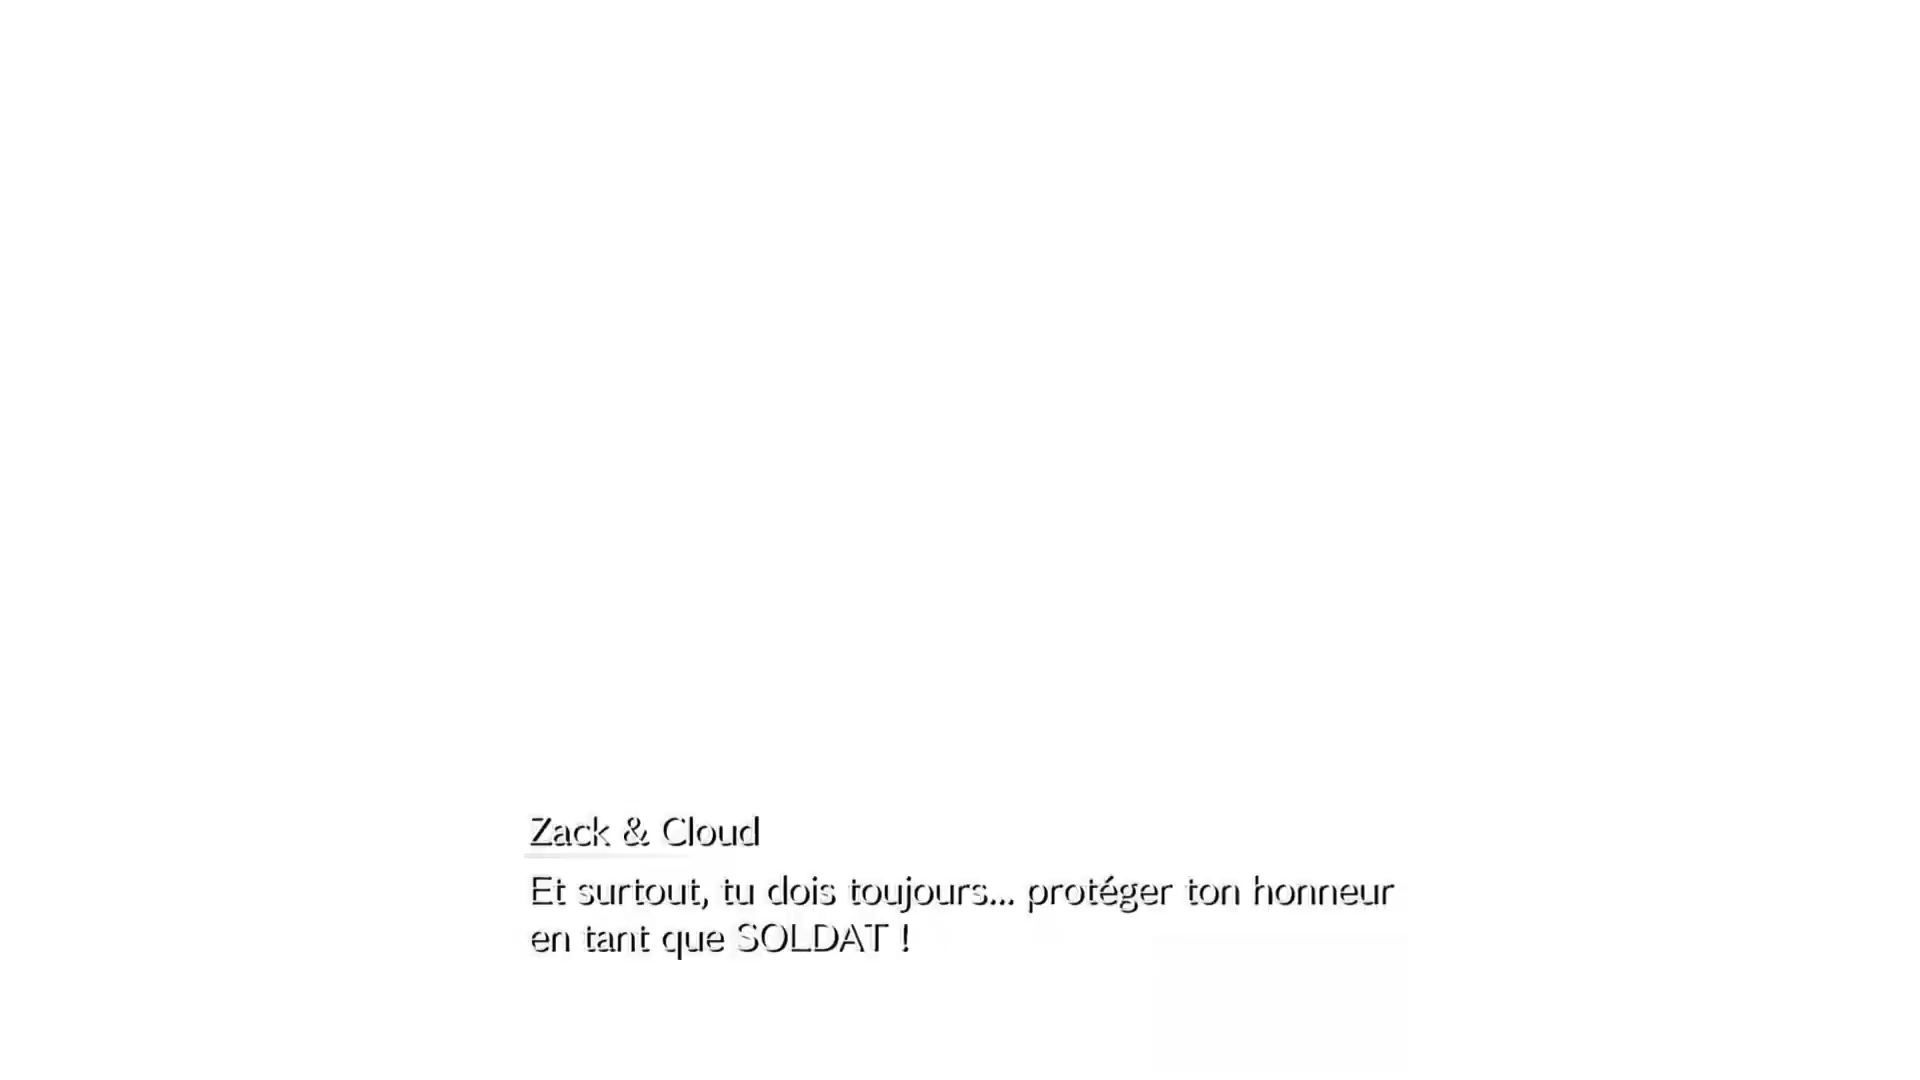 Zack & Cloud
Et surtout, tu dois toujours... protéger ton honneur
en tant que SOLDAT !